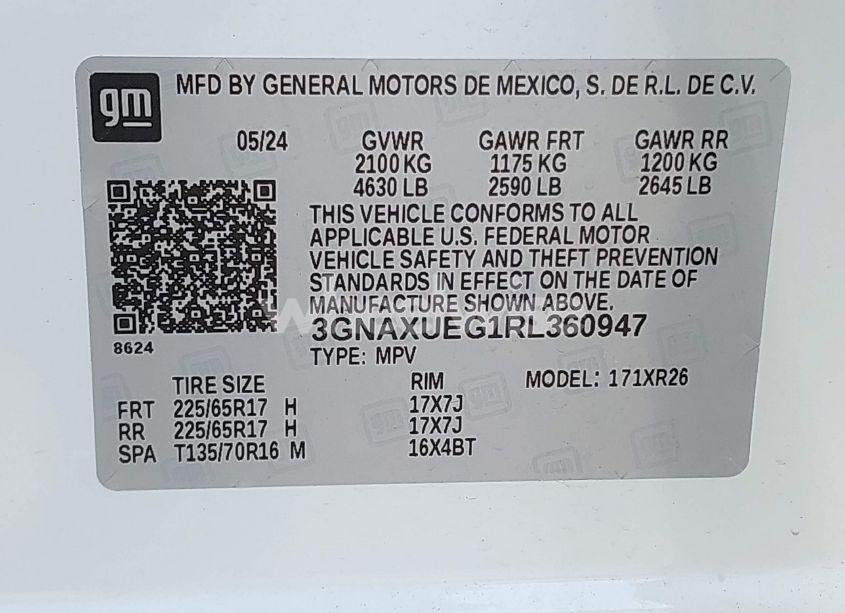 gm MFD BY GENERAL MOTORS DE MEXICO, S. DE R.L. DE C.V.
05/24 GVWR GAWR FRT GAWR RR
2100 KG 1175 KG 1200 KG
4630 LB 2590 LB 2645 LB
THIS VEHICLE CONFORMS TO ALL
APPLICABLE U.S. FEDERAL MOTOR
VEHICLE SAFETY AND THEFT PREVENTION
STANDARDS IN EFFECT ON THE DATE OF
MANUFACTURE SHOWN ABOVE.
3GNAXUEG1RL360947
8624
TYPE: MPV
TIRE SIZE RIM MODEL: 171XR26
FRT 225/65R17 H 17X7J
RR 225/65R17 H 17X7J
SPA T135/70R16 M 16X4BT